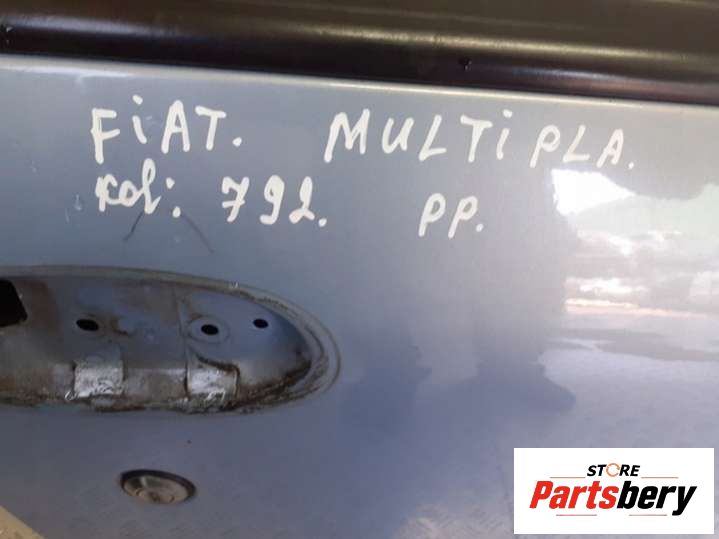 FiAT. MULTiPLA.
kol: 792. PP.
STORE
Partsbery